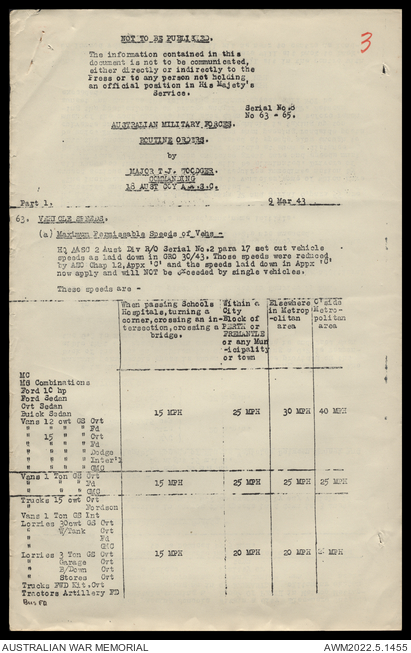 NOT TO BE PUBLISHED.
3
The information contained in this
document is not to be communicated,
either directly or indirectly to the
Press or to any person not holding
an official position in His Majesty's
Service.
Serial No.8
No 63 - 65.
AUSTRALIAN MILITARY FORCES.
ROUTINE ORDERS.
by
MAJOR T.J. WOODGER.
COMMANDING
18 AUST COY A.A.S.C.
Part 1.
9 Mar 43
63. VEHICLE SPEEDS.
(a) Maximum Permissable Speeds of Vehs -
HQ AASC 2 Aust Div R/O Serial No.2 para 17 set out vehicle
speeds as laid down in GRO 30/43. Those speeds were reduced
by ASC Chap 12, Appx 'C' and the speeds laid down in Appx 'C'
now apply and will NOT be exceeded by single vehicles.
These speeds are -
When passing Schools Within a Elsewhere O'side
Hospitals, turning a City in Metrop Metro-
corner, crossing an in- Block of olitan politan
tersection, crossing a PERTH or area area
bridge. FREMANTLE
or any Mun
icipality
or town
MC
MG Combinations
Ford 10 hp
Ford Sedan
Cvt Sedan
Buick Sedan 15 MPH 25 MPH 30 MPH 40 MPH
Vans 12 cwt GS Cvt
" " " " Fd
" 15 " " Cvt
" " " " Fd
" " " " Dodge
" " " " Inter'l
" " " " GMC
Vans 1 Ton GS Cvt
" " " " Fd 15 MPH 25 MPH 25 MPH 25 MPH
" " " " GMC
Trucks 15 cwt Cvt
" Fordson
Vans 1 Ton GS Int
Lorries 30cwt GS Cvt
" W/Tank Cvt
" Fd
" GMC
Lorries 3 Ton GS Cvt 15 MPH 20 MPH 20 MPH MPH
" Garage Cvt
" B/Down Cvt
" Stores Cvt
Trucks FWD Kit.Cvt
Tractors Artillery FD
Bus FD
AUSTRALIAN WAR MEMORIAL
AWM2022.5.1455